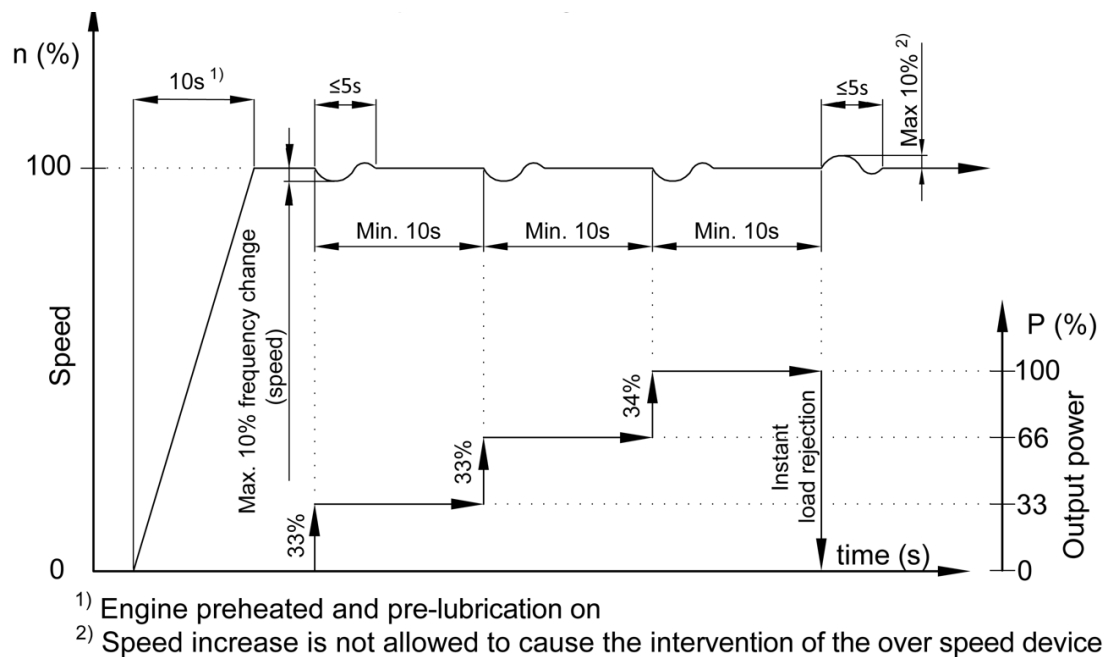 n (%)
10s ¹⁾
≤5s
≤5s
Max 10% ²⁾
100
Min. 10s
Min. 10s
Min. 10s
Speed
Max. 10% frequency change
(speed)
P (%)
100
66
33
0
Output power
33%
33%
34%
Instant
load rejection
0
time (s)
¹⁾ Engine preheated and pre-lubrication on
²⁾ Speed increase is not allowed to cause the intervention of the over speed device